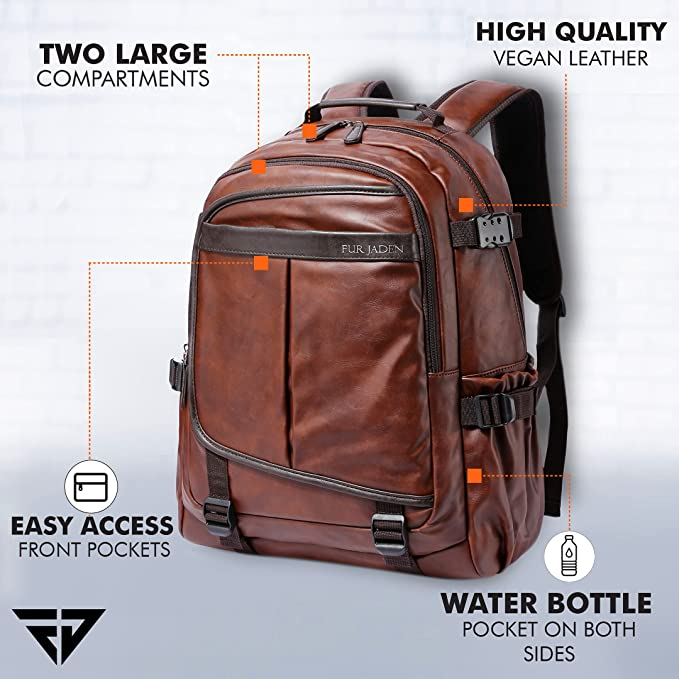 TWO LARGE
COMPARTMENTS
HIGH QUALITY
VEGAN LEATHER
FUR JADEN
EASY ACCESS
FRONT POCKETS
WATER BOTTLE
POCKET ON BOTH
SIDES